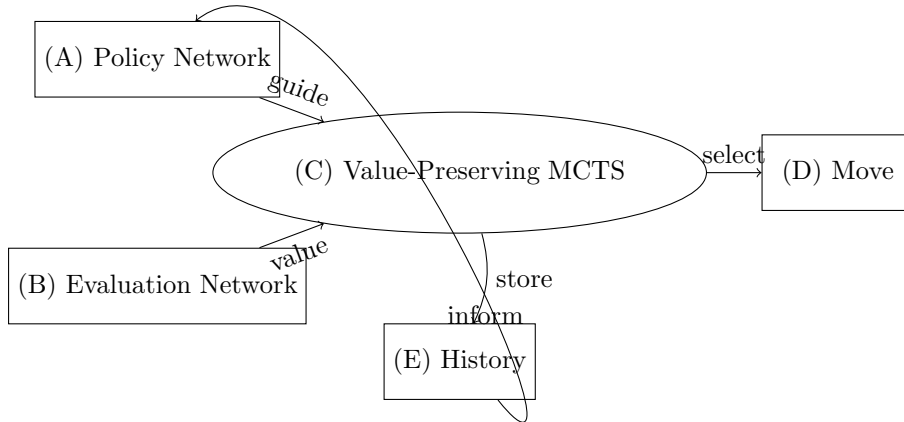 (A) Policy Network
guide
(C) Value-Preserving MCTS
select
(D) Move
value
(B) Evaluation Network
store
inform
(E) History